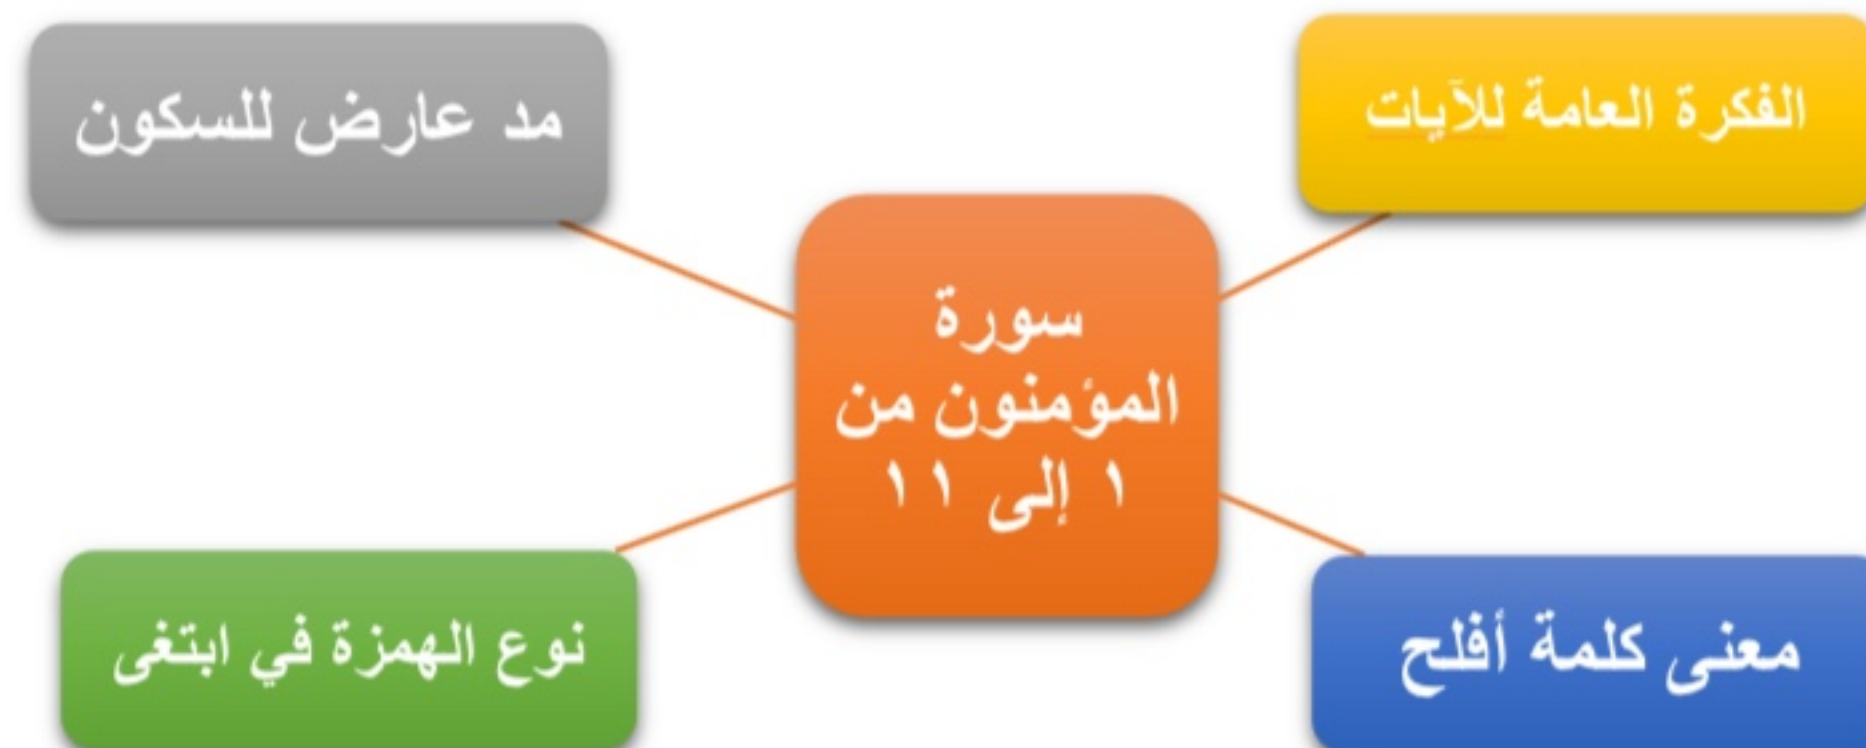 الفكرة العامة للآيات
مد عارض للسكون
سورة
المؤمنون من
١ إلى ١١
معنى كلمة أفلح
نوع الهمزة في ابتغى